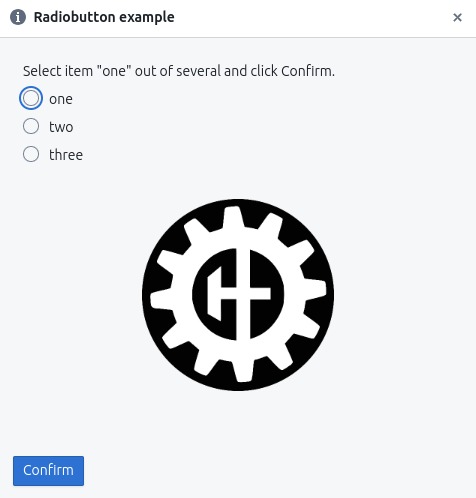 Radiobutton example
Select item "one" out of several and click Confirm.
one
two
three
Confirm